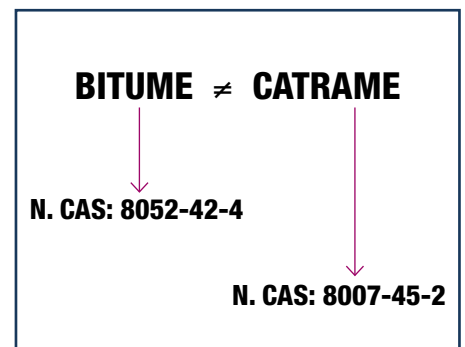 BITUME ≠ CATRAME
N. CAS: 8052-42-4
N. CAS: 8007-45-2